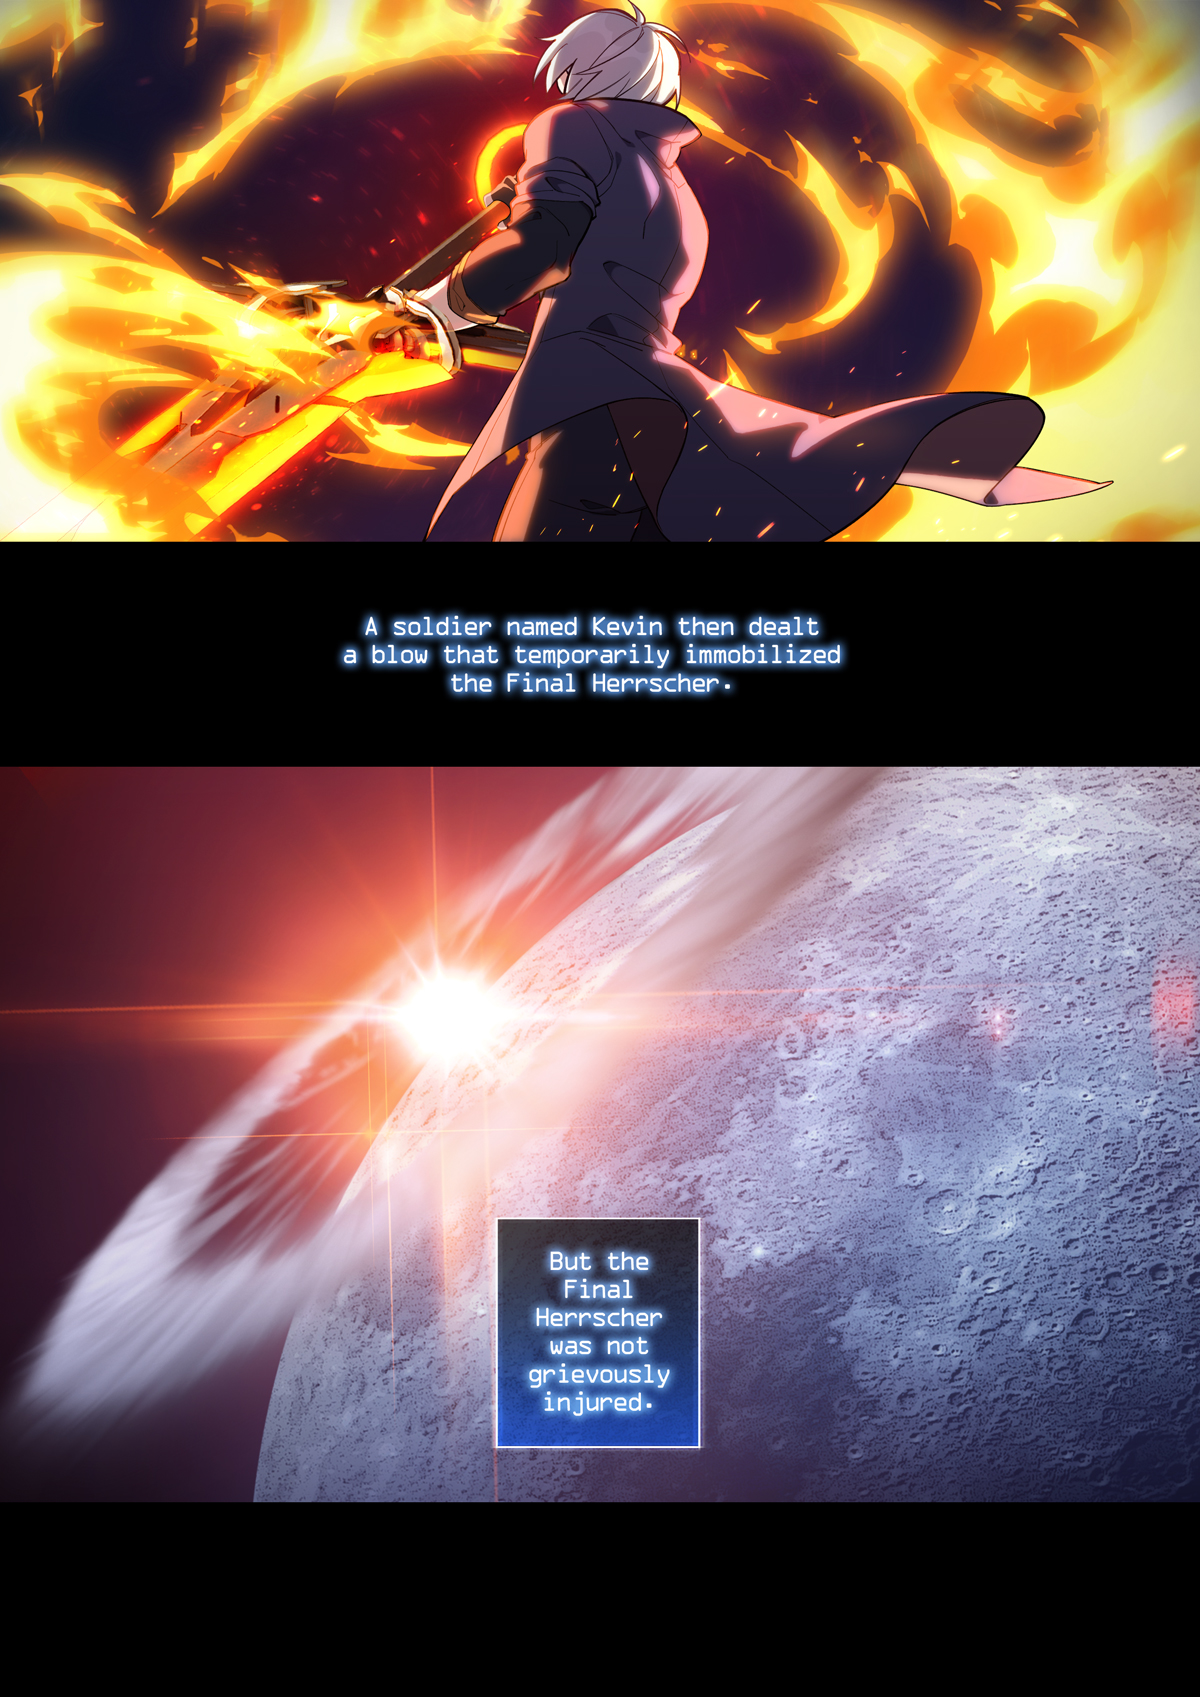 A soldier named Kevin then dealt
a blow that temporarily immobilized
the Final Herrscher.
But the
Final
Herrscher
was not
grievously
injured.